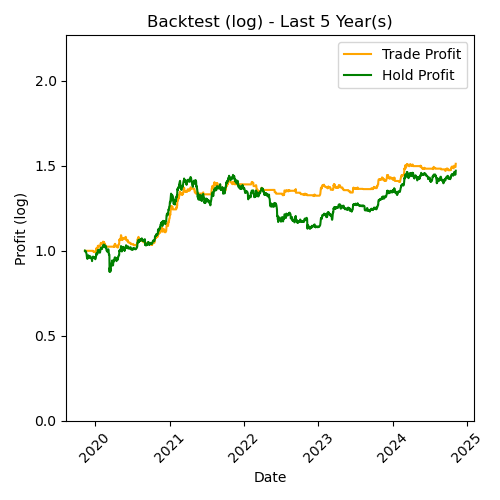 Backtest (log) - Last 5 Year(s)
Trade Profit
Hold Profit
Profit (log)
2.0
1.5
1.0
0.5
0.0
2020
2021
2022
2023
2024
2025
Date